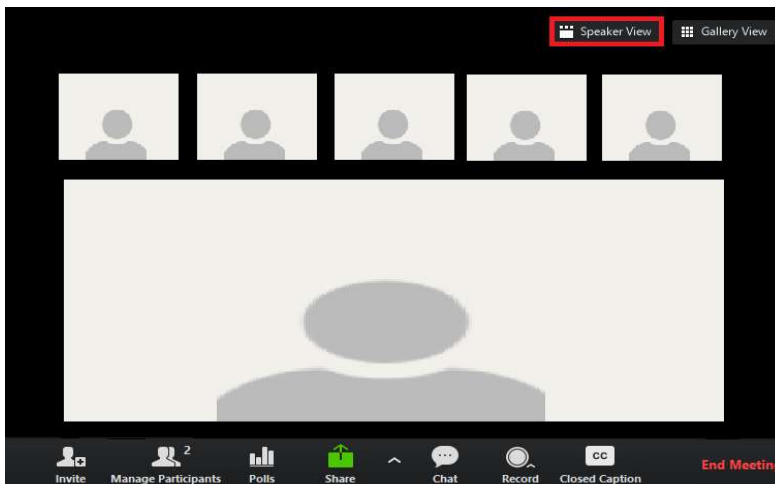 Speaker View
Gallery View
2
CC
Invite
Manage Participants
Polls
Share
Chat
Record
Closed Caption
End Meetin